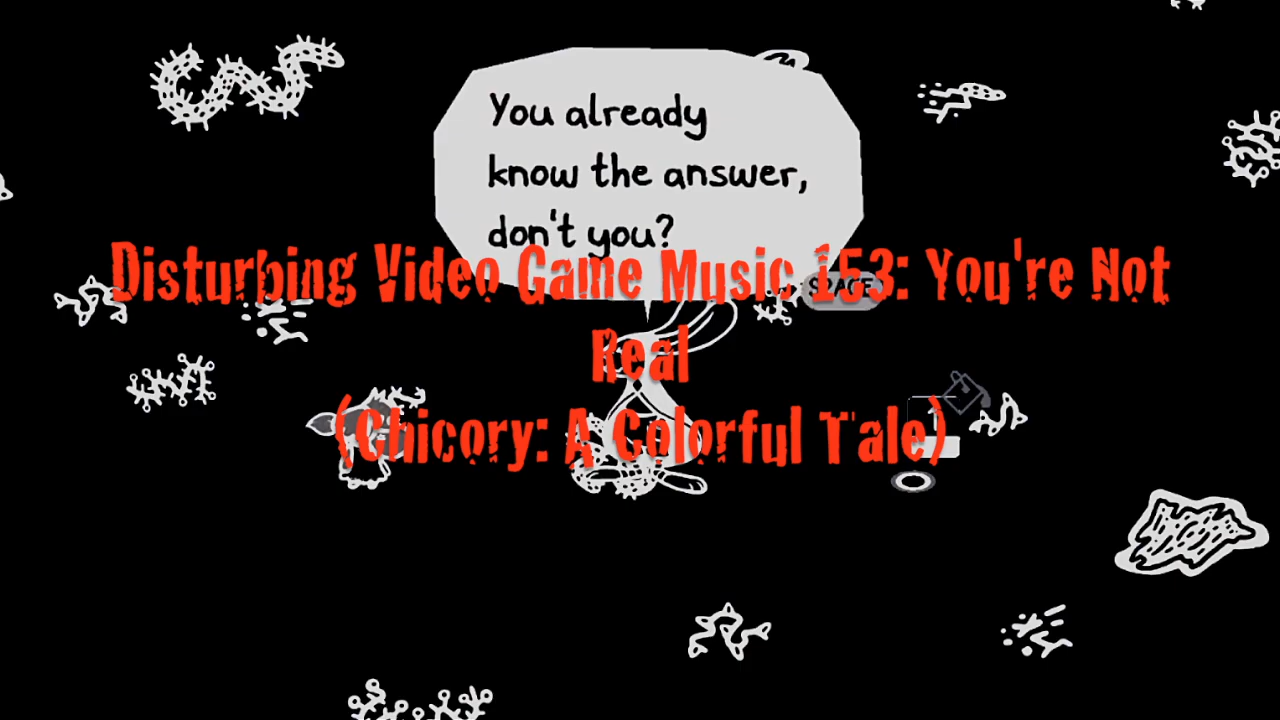 You already
know the answer,
don't you?
Disturbing Video Game Music 153: You're Not
SPACE
Real
(Chicory: A Colorful Tale)